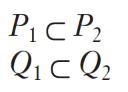 P₁ ⊂ P₂
Q₁ ⊂ Q₂